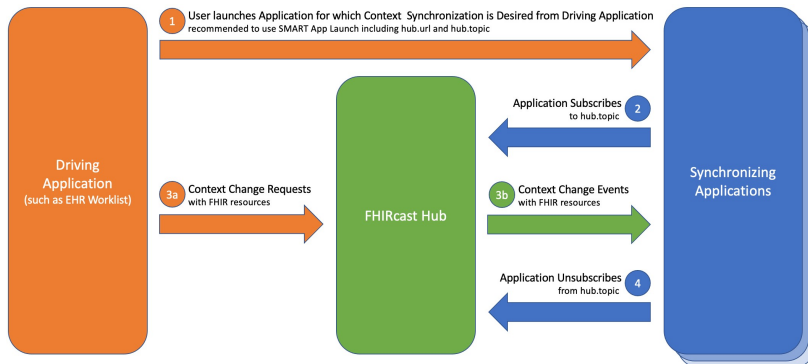 1
User launches Application for which Context Synchronization is Desired from Driving Application
recommended to use SMART App Launch including hub.url and hub.topic
Application Subscribes
to hub.topic
2
Driving
Application
(such as EHR Worklist)
3a
Context Change Requests
with FHIR resources
FHIRcast Hub
3b
Context Change Events
with FHIR resources
Synchronizing
Applications
Application Unsubscribes
from hub.topic
4